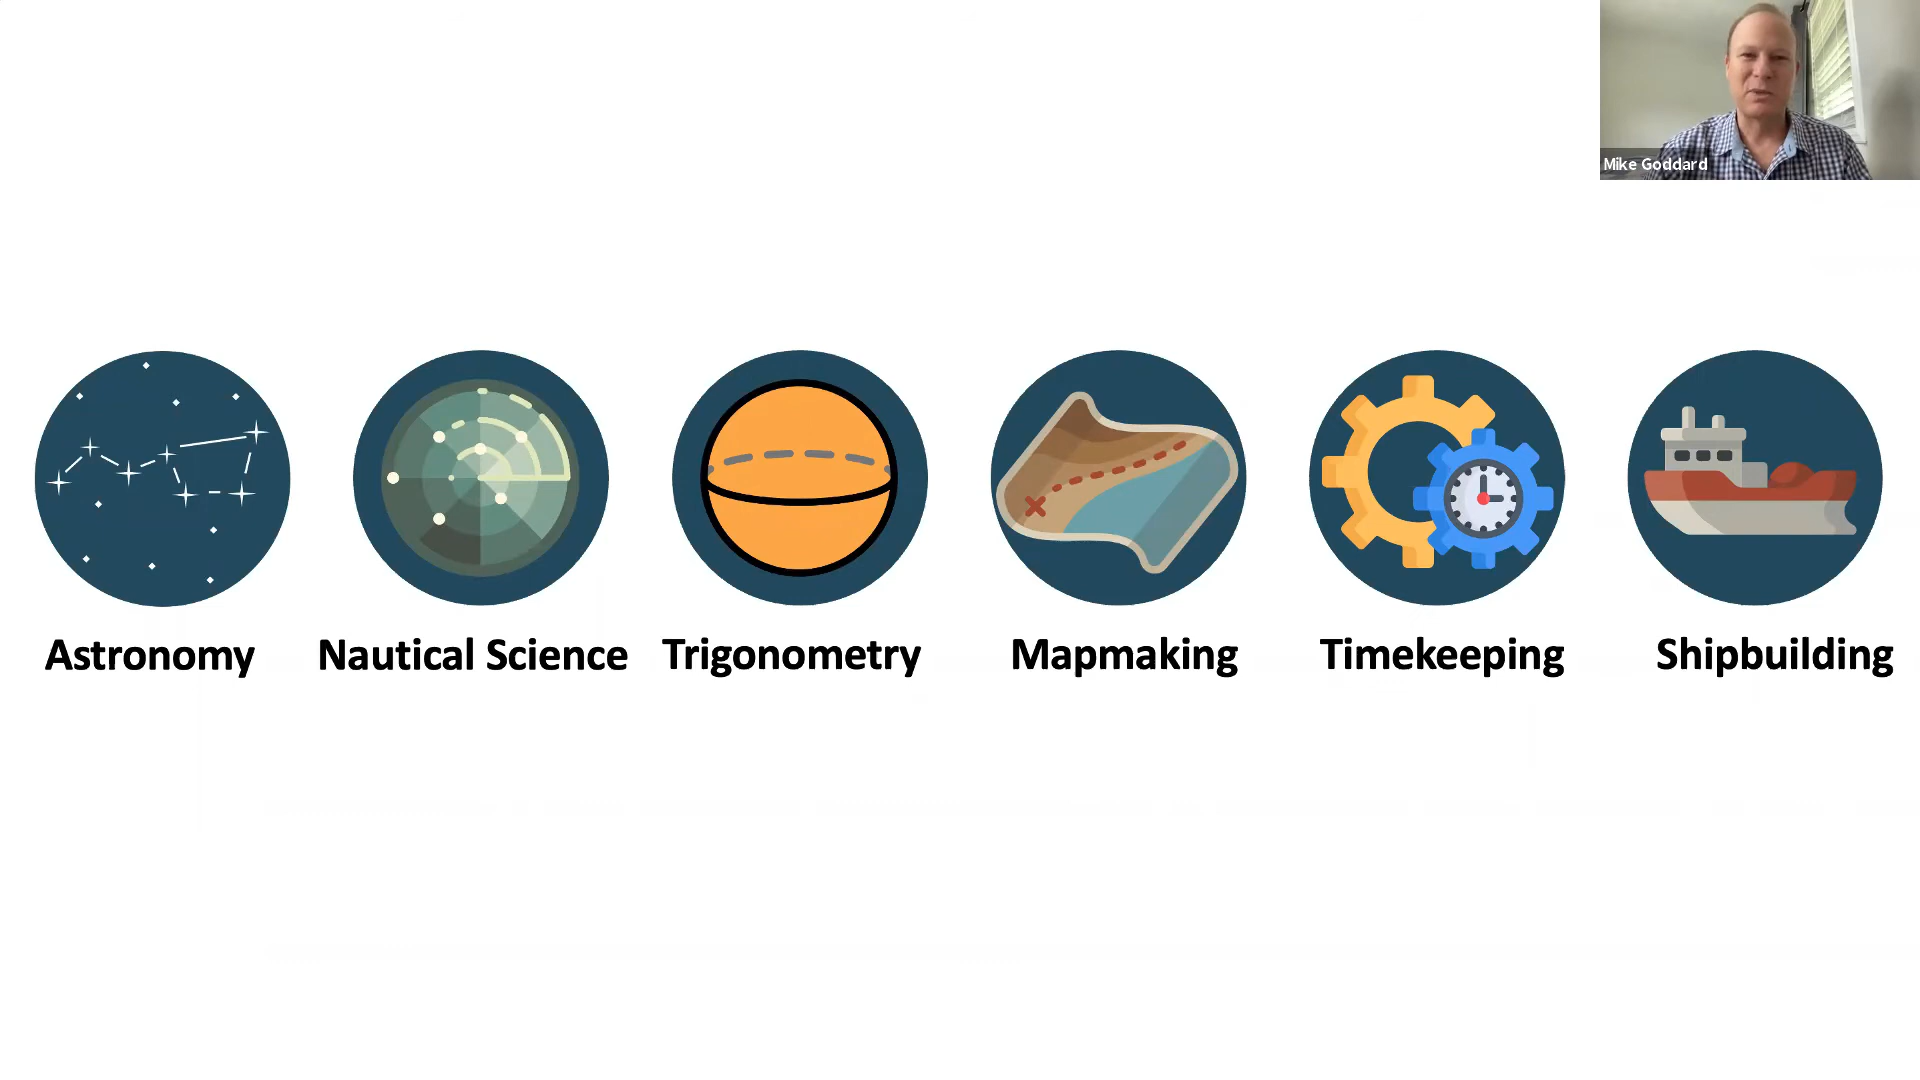 Mike Goddard
Astronomy
Nautical Science
Trigonometry
Mapmaking
Timekeeping
Shipbuilding